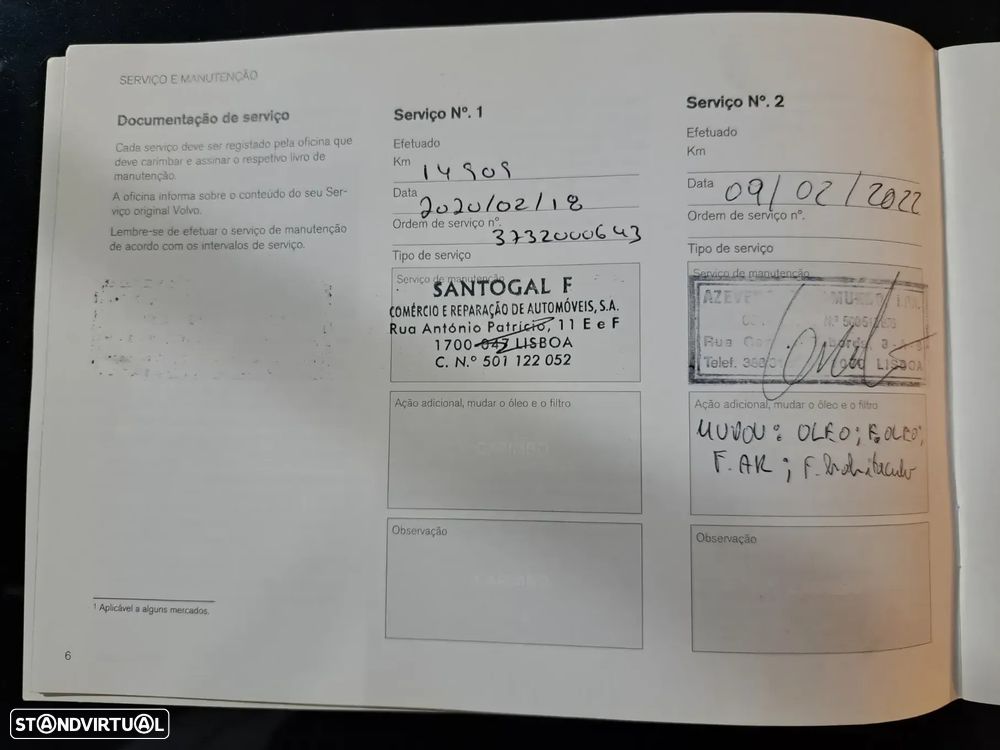 SERVIÇO E MANUTENÇÃO
Documentação de serviço
Cada serviço deve ser registado pela oficina que
deve carimbar e assinar o respetivo livro de
manutenção.
A oficina informa sobre o conteúdo do seu Ser-
viço original Volvo.
Lembre-se de efetuar o serviço de manutenção
de acordo com os intervalos de serviço.
1 Aplicável a alguns mercados.
6
Serviço Nº. 1
Efetuado
Km 14909
Data 2020/02/18
Ordem de serviço nº. 3732000643
Tipo de serviço
Serviço de manutenção
SANTOGAL F
COMÉRCIO E REPARAÇÃO DE AUTOMÓVEIS, S.A.
Rua António Patrício, 11 E e F
1700-042 LISBOA
C. N.º 501 122 052
Ação adicional, mudar o óleo e o filtro
Observação
Serviço Nº. 2
Efetuado
Km
Data 09/02/2022
Ordem de serviço nº.
Tipo de serviço
Serviço de manutenção
Rua
Telef. LISBOA
Ação adicional, mudar o óleo e o filtro
MUDOU: OLEO; F.OLEO;
F. AR; F. Habitaculo
Observação
STANDVIRTUAL